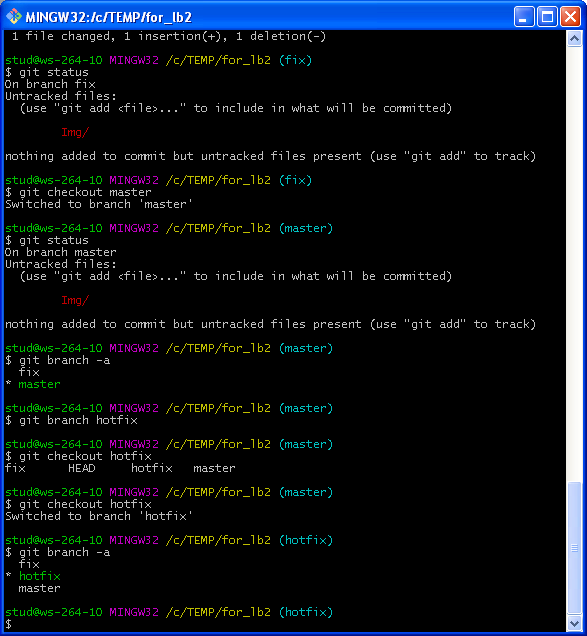 MINGW32:/c/TEMP/for_lb2
1 file changed, 1 insertion(+), 1 deletion(-)
stud@ws-264-10 MINGW32 /c/TEMP/for_lb2 (fix)
$ git status
On branch fix
Untracked files:
(use "git add <file>..." to include in what will be committed)
Img/
nothing added to commit but untracked files present (use "git add" to track)
stud@ws-264-10 MINGW32 /c/TEMP/for_lb2 (fix)
$ git checkout master
Switched to branch 'master'
stud@ws-264-10 MINGW32 /c/TEMP/for_lb2 (master)
$ git status
On branch master
Untracked files:
(use "git add <file>..." to include in what will be committed)
Img/
nothing added to commit but untracked files present (use "git add" to track)
stud@ws-264-10 MINGW32 /c/TEMP/for_lb2 (master)
$ git branch -a
fix
* master
stud@ws-264-10 MINGW32 /c/TEMP/for_lb2 (master)
$ git branch hotfix
stud@ws-264-10 MINGW32 /c/TEMP/for_lb2 (master)
$ git checkout hotfix
fix HEAD hotfix master
stud@ws-264-10 MINGW32 /c/TEMP/for_lb2 (master)
$ git checkout hotfix
Switched to branch 'hotfix'
stud@ws-264-10 MINGW32 /c/TEMP/for_lb2 (hotfix)
$ git branch -a
fix
* hotfix
master
stud@ws-264-10 MINGW32 /c/TEMP/for_lb2 (hotfix)
$